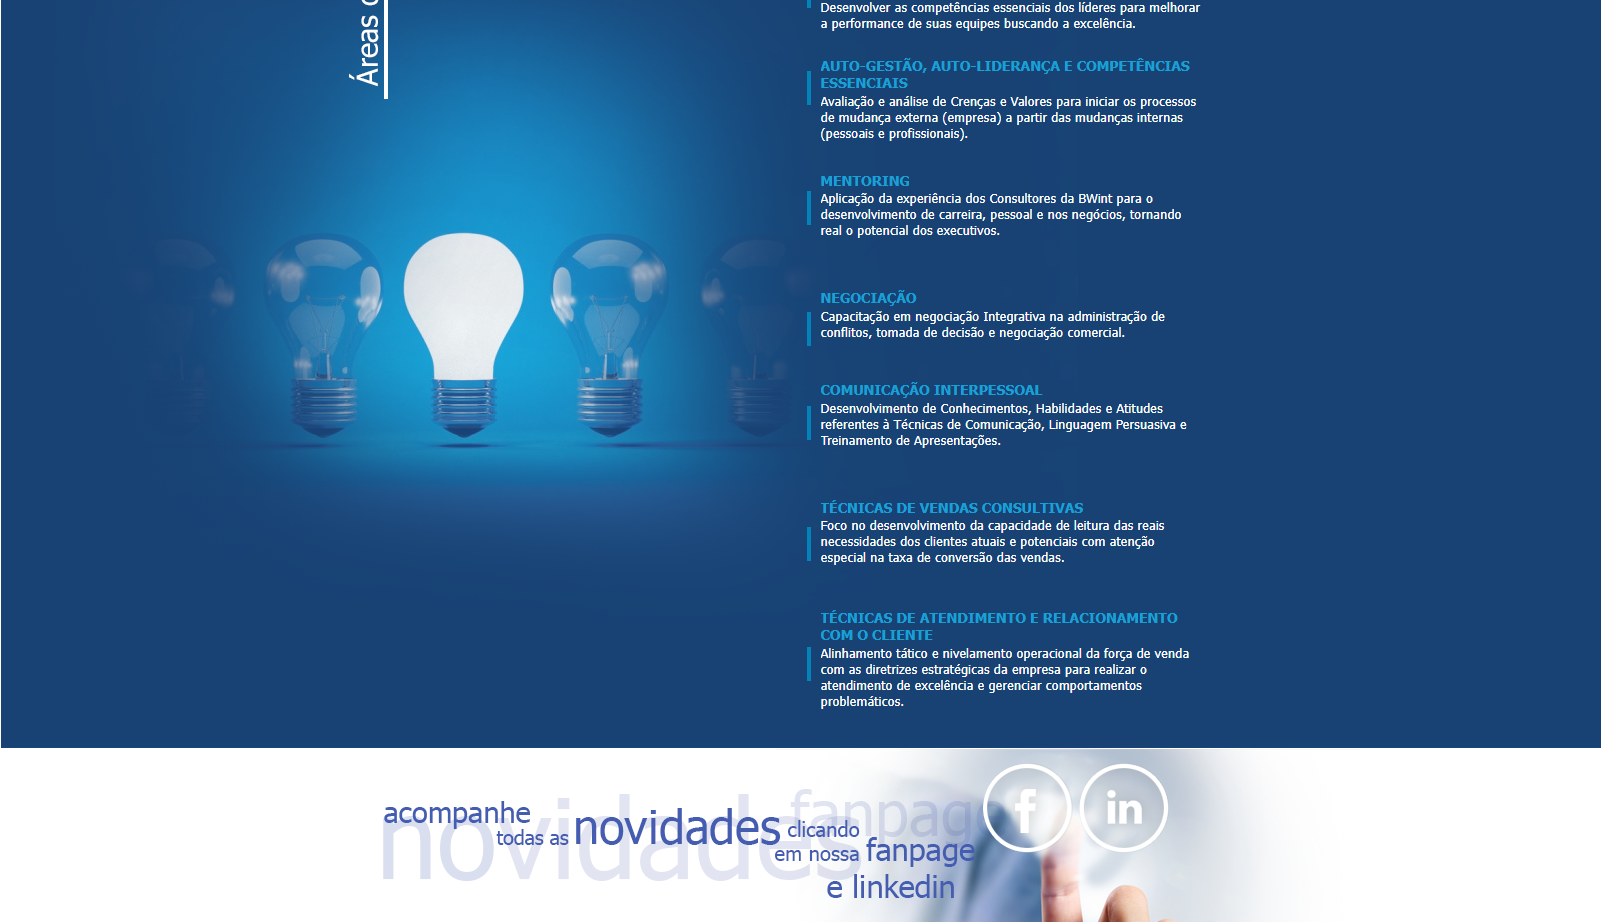 Áreas
Desenvolver as competências essenciais dos líderes para melhorar
a performance de suas equipes buscando a excelência.
AUTO-GESTÃO, AUTO-LIDERANÇA E COMPETÊNCIAS
ESSENCIAIS
Avaliação e análise de Crenças e Valores para iniciar os processos
de mudança externa (empresa) a partir das mudanças internas
(pessoais e profissionais).
MENTORING
Aplicação da experiência dos Consultores da BWint para o
desenvolvimento de carreira, pessoal e nos negócios, tornando
real o potencial dos executivos.
NEGOCIAÇÃO
Capacitação em negociação Integrativa na administração de
conflitos, tomada de decisão e negociação comercial.
COMUNICAÇÃO INTERPESSOAL
Desenvolvimento de Conhecimentos, Habilidades e Atitudes
referentes à Técnicas de Comunicação, Linguagem Persuasiva e
Treinamento de Apresentações.
TÉCNICAS DE VENDAS CONSULTIVAS
Foco no desenvolvimento da capacidade de leitura das reais
necessidades dos clientes atuais e potenciais com atenção
especial na taxa de conversão das vendas.
TÉCNICAS DE ATENDIMENTO E RELACIONAMENTO
COM O CLIENTE
Alinhamento tático e nivelamento operacional da força de venda
com as diretrizes estratégicas da empresa para realizar o
atendimento de excelência e gerenciar comportamentos
problemáticos.
novidades
fanpage
acompanhe
todas as novidades clicando
em nossa fanpage
e linkedin
f
in